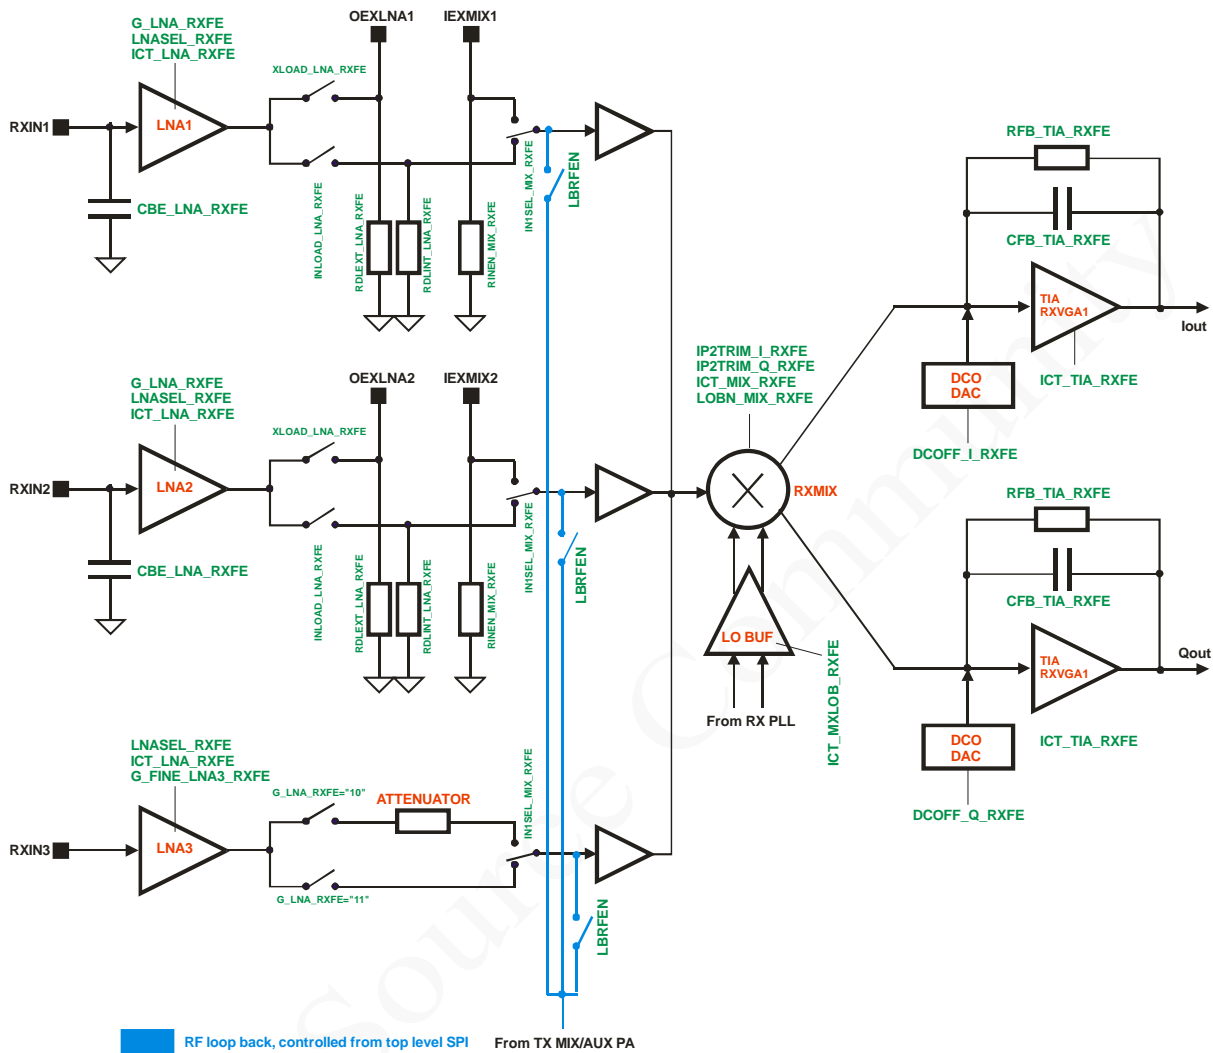 G_LNA_RXFE
LNASEL_RXFE
ICT_LNA_RXFE
OEXLNA1
IEXMIX1
XLOAD_LNA_RXFE
RXIN1
LNA1
CBE_LNA_RXFE
INLOAD_LNA_RXFE
RDLEXT_LNA_RXFE
RDLINT_LNA_RXFE
RINEN_MIX_RXFE
IN1SEL_MIX_RXFE
LBRFEN
RFB_TIA_RXFE
CFB_TIA_RXFE
TIA
RXVGA1
Iout
DCO
DAC
ICT_TIA_RXFE
DCOFF_I_RXFE
G_LNA_RXFE
LNASEL_RXFE
ICT_LNA_RXFE
OEXLNA2
IEXMIX2
XLOAD_LNA_RXFE
RXIN2
LNA2
CBE_LNA_RXFE
INLOAD_LNA_RXFE
RDLEXT_LNA_RXFE
RDLINT_LNA_RXFE
RINEN_MIX_RXFE
IN1SEL_MIX_RXFE
LBRFEN
IP2TRIM_I_RXFE
IP2TRIM_Q_RXFE
ICT_MIX_RXFE
LOBN_MIX_RXFE
RXMIX
LO BUF
ICT_MXLOB_RXFE
From RX PLL
RFB_TIA_RXFE
CFB_TIA_RXFE
TIA
RXVGA1
Qout
DCO
DAC
ICT_TIA_RXFE
DCOFF_Q_RXFE
LNASEL_RXFE
ICT_LNA_RXFE
G_FINE_LNA3_RXFE
G_LNA_RXFE="10"
ATTENUATOR
IN1SEL_MIX_RXFE
RXIN3
LNA3
G_LNA_RXFE="11"
LBRFEN
RF loop back, controlled from top level SPI
From TX MIX/AUX PA
Source Community